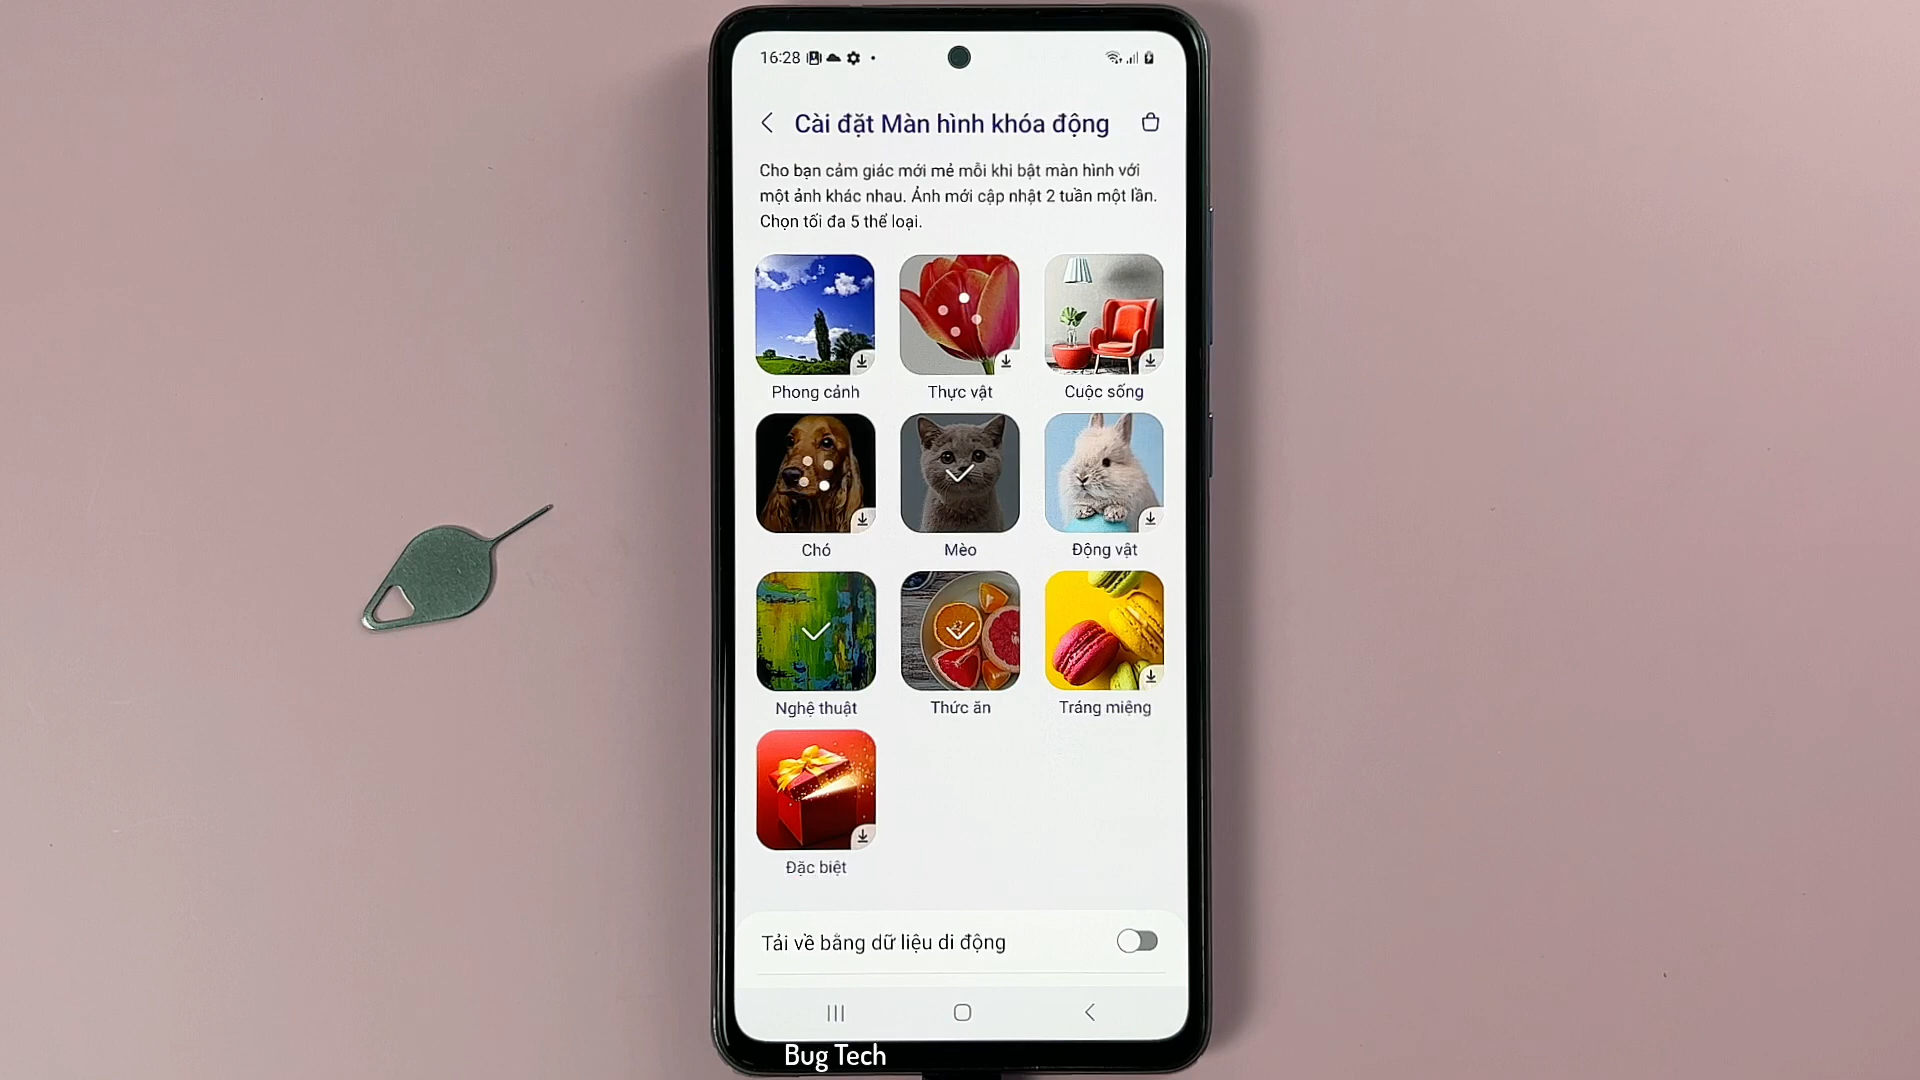 16:28
Cài đặt Màn hình khóa động
Cho bạn cảm giác mới mẻ mỗi khi bật màn hình với
một ảnh khác nhau. Ảnh mới cập nhật 2 tuần một lần.
Chọn tối đa 5 thể loại.
Phong cảnh
Thực vật
Cuộc sống
Chó
Mèo
Động vật
Nghệ thuật
Thức ăn
Tráng miệng
Đặc biệt
Tải về bằng dữ liệu di động
Bug Tech